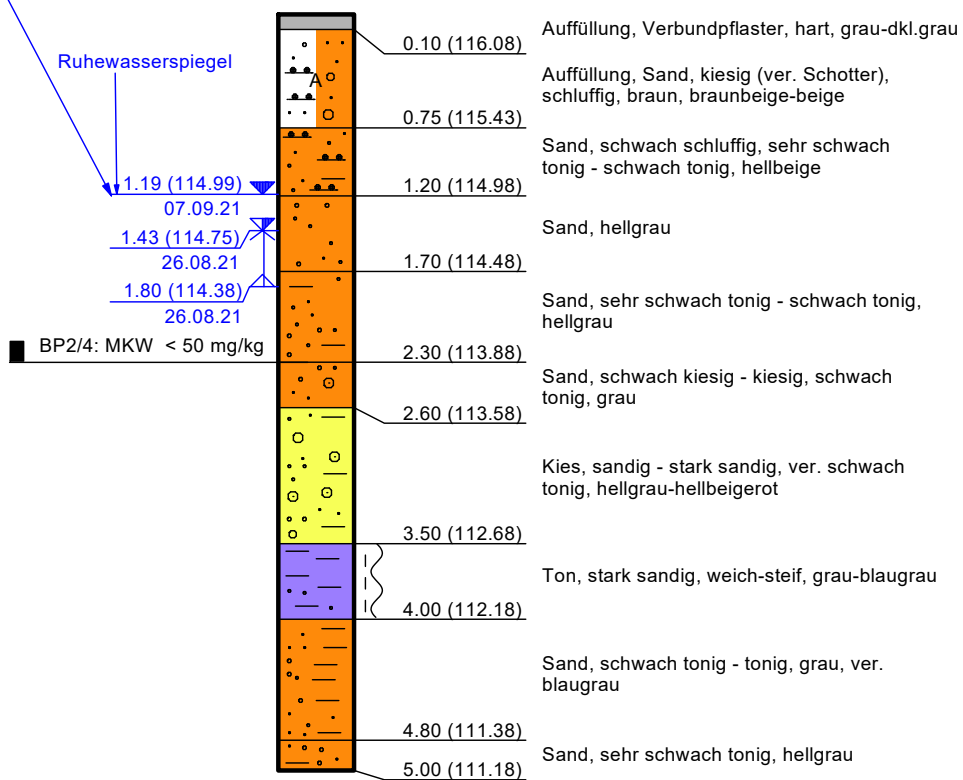 Auffüllung, Verbundpflaster, hart, grau-dkl.grau
0.10 (116.08)
Ruhewasserspiegel
A
Auffüllung, Sand, kiesig (ver. Schotter),
schluffig, braun, braunbeige-beige
0.75 (115.43)
Sand, schwach schluffig, sehr schwach
tonig - schwach tonig, hellbeige
1.19 (114.99)
07.09.21
1.20 (114.98)
Sand, hellgrau
1.43 (114.75)
26.08.21
1.70 (114.48)
1.80 (114.38)
26.08.21
Sand, sehr schwach tonig - schwach tonig,
hellgrau
BP2/4: MKW < 50 mg/kg
2.30 (113.88)
Sand, schwach kiesig - kiesig, schwach
tonig, grau
2.60 (113.58)
Kies, sandig - stark sandig, ver. schwach
tonig, hellgrau-hellbeigerot
3.50 (112.68)
Ton, stark sandig, weich-steif, grau-blaugrau
4.00 (112.18)
Sand, schwach tonig - tonig, grau, ver.
blaugrau
4.80 (111.38)
Sand, sehr schwach tonig, hellgrau
5.00 (111.18)